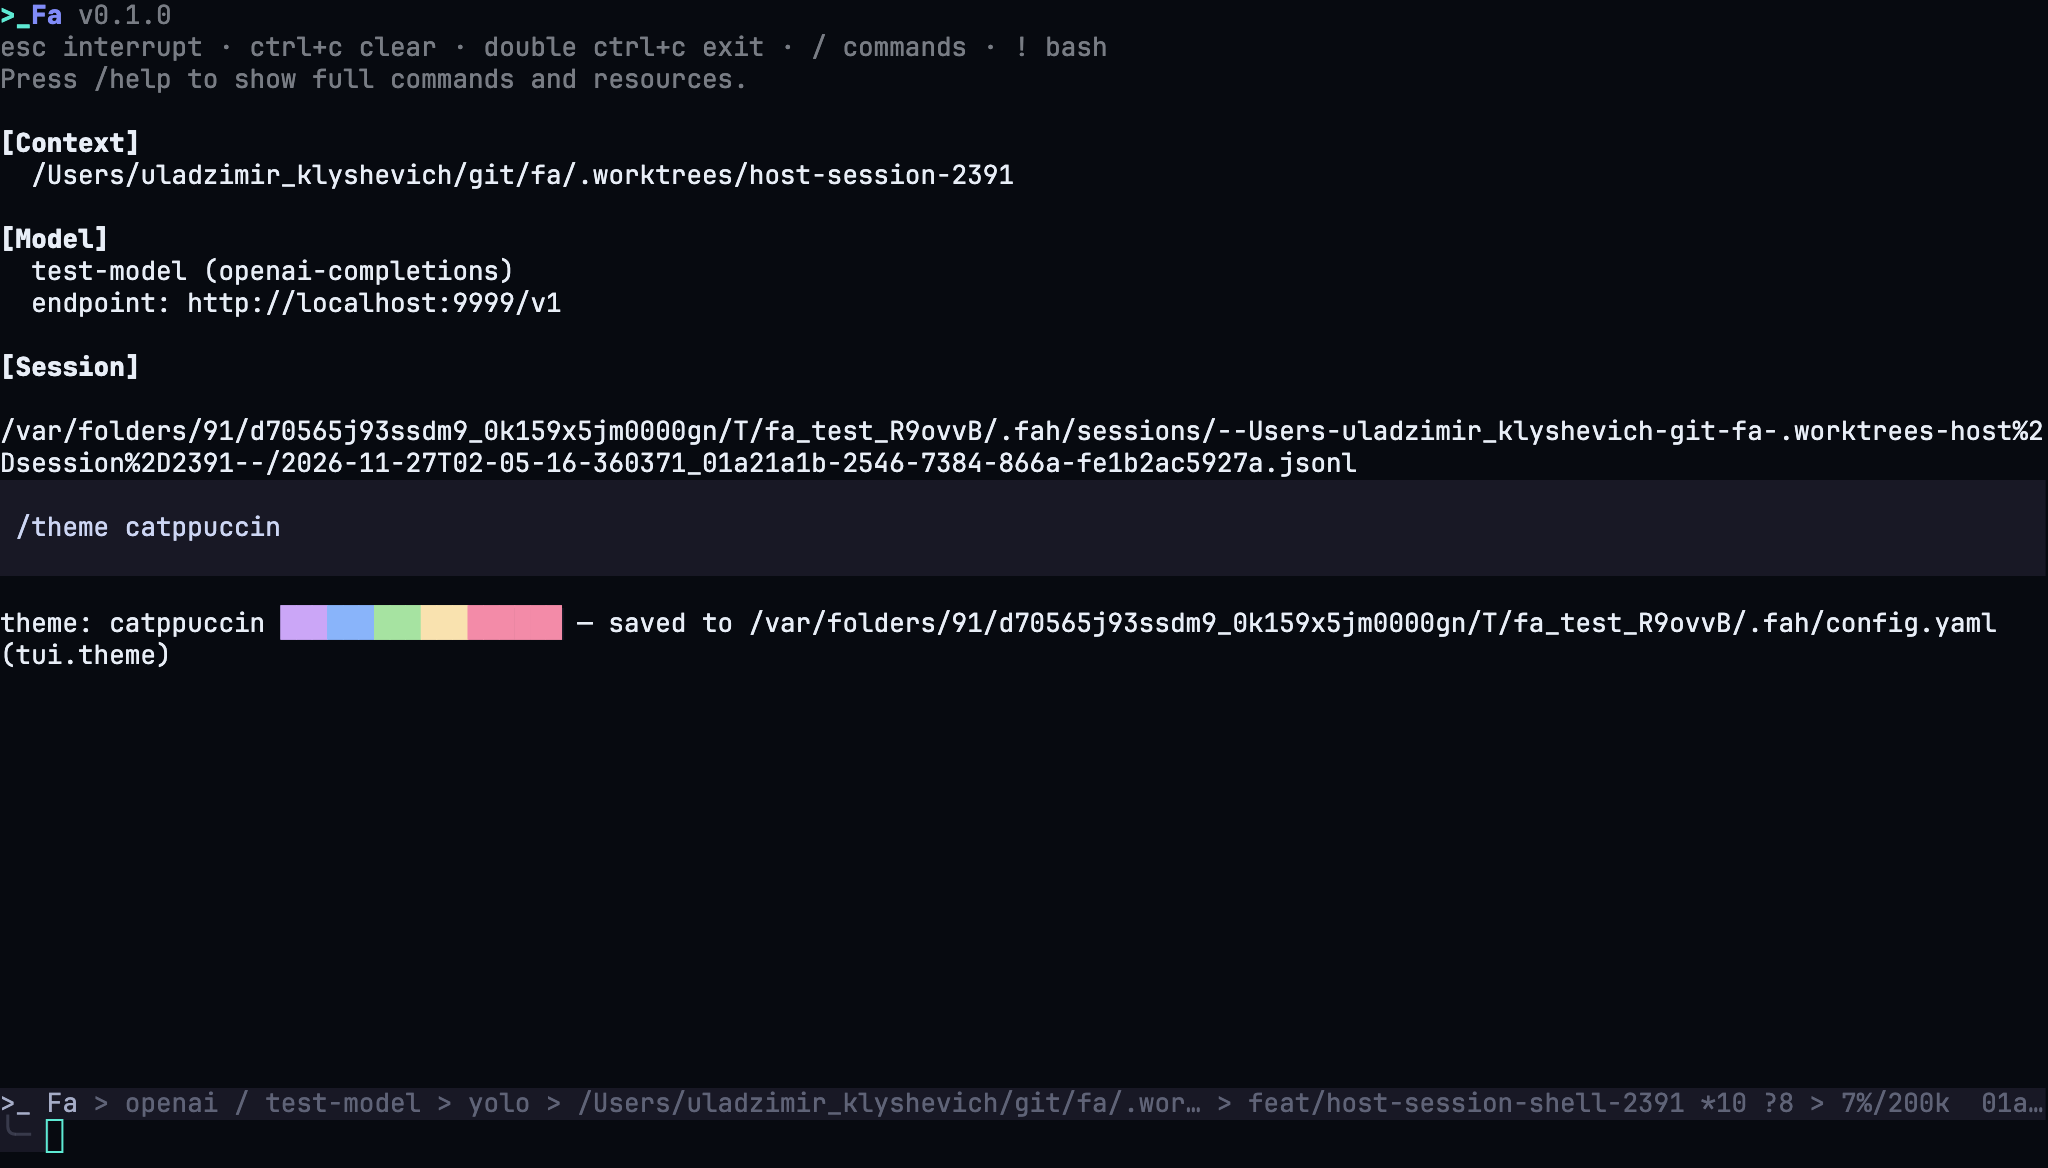 >_Fa v0.1.0
esc interrupt · ctrl+c clear · double ctrl+c exit · / commands · ! bash
Press /help to show full commands and resources.
[Context]
/Users/uladzimir_klyshevich/git/fa/.worktrees/host-session-2391
[Model]
test-model (openai-completions)
endpoint: http://localhost:9999/v1
[Session]
/var/folders/91/d70565j93ssdm9_0k159x5jm0000gn/T/fa_test_R9ovvB/.fah/sessions/--Users-uladzimir_klyshevich-git-fa-.worktrees-host%2
Dsession%2D2391--/2026-11-27T02-05-16-360371_01a21a1b-2546-7384-866a-fe1b2ac5927a.jsonl
/theme catppuccin
theme: catppuccin — saved to /var/folders/91/d70565j93ssdm9_0k159x5jm0000gn/T/fa_test_R9ovvB/.fah/config.yaml
(tui.theme)
>_ Fa > openai / test-model > yolo > /Users/uladzimir_klyshevich/git/fa/.wor… > feat/host-session-shell-2391 *10 ?8 > 7%/200k 01a…